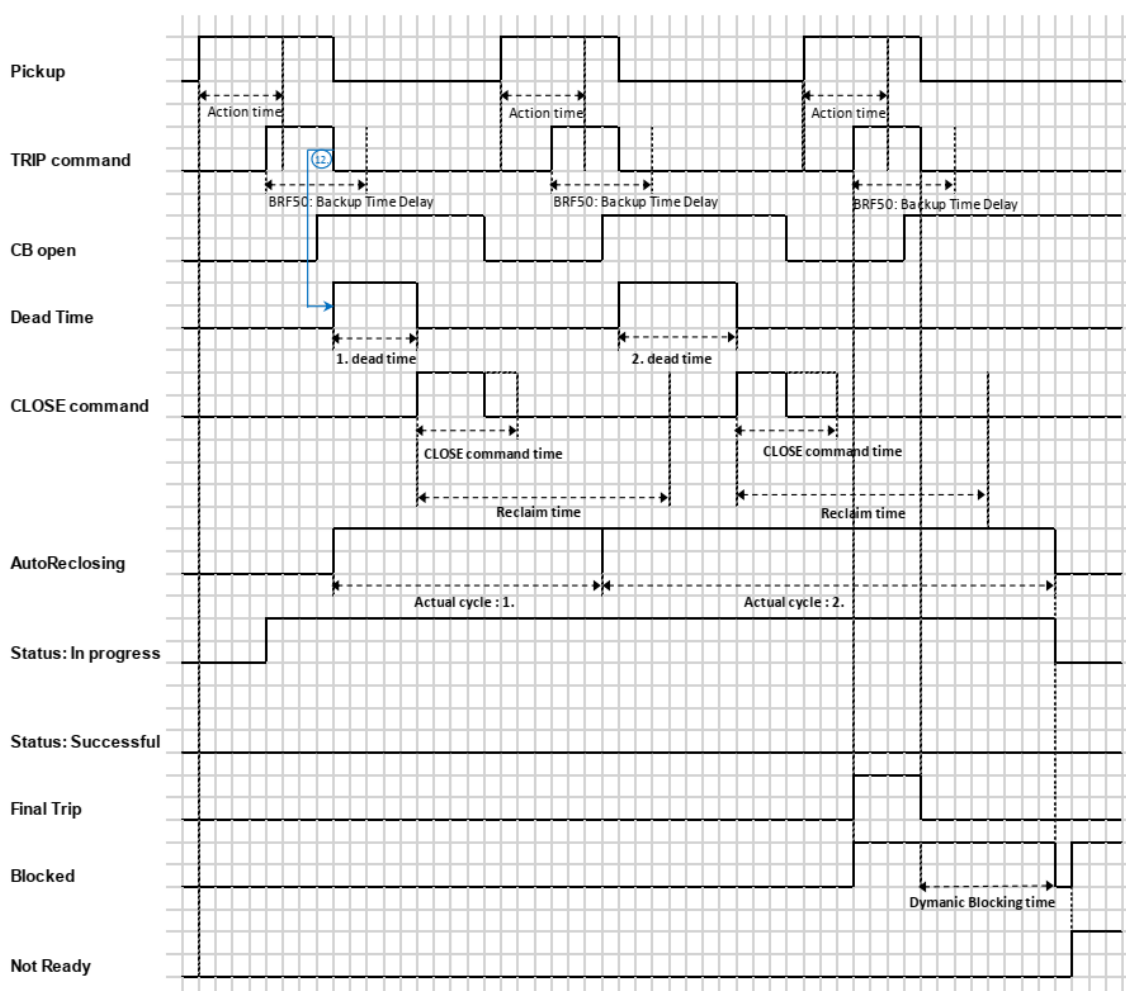 Pickup
Action time Action time Action time
TRIP command
12.
BRF50: Backup Time Delay BRF50: Backup Time Delay BRF50: Backup Time Delay
CB open
Dead Time
1. dead time 2. dead time
CLOSE command
CLOSE command time CLOSE command time
Reclaim time Reclaim time
AutoReclosing
Actual cycle : 1. Actual cycle : 2.
Status: In progress
Status: Successful
Final Trip
Blocked
Dymanic Blocking time
Not Ready